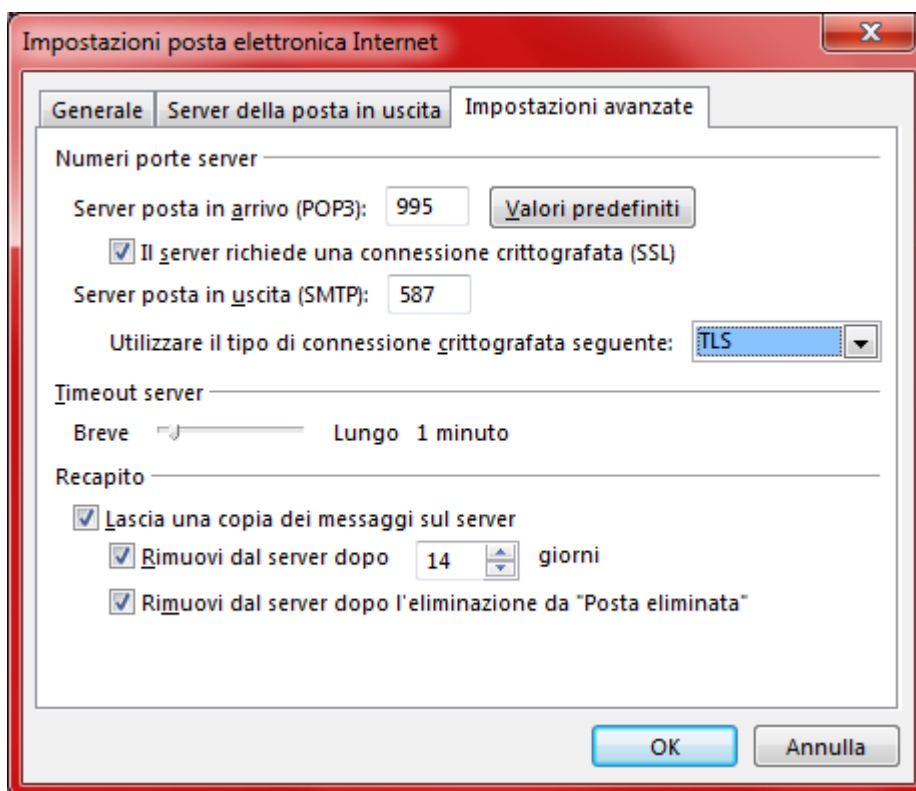 Impostazioni posta elettronica Internet
Generale Server della posta in uscita Impostazioni avanzate
Numeri porte server
Server posta in arrivo (POP3): 995 Valori predefiniti
Il server richiede una connessione crittografata (SSL)
Server posta in uscita (SMTP): 587
Utilizzare il tipo di connessione crittografata seguente: TLS
Timeout server
Breve Lungo 1 minuto
Recapito
Lascia una copia dei messaggi sul server
Rimuovi dal server dopo 14 giorni
Rimuovi dal server dopo l'eliminazione da "Posta eliminata"
OK Annulla